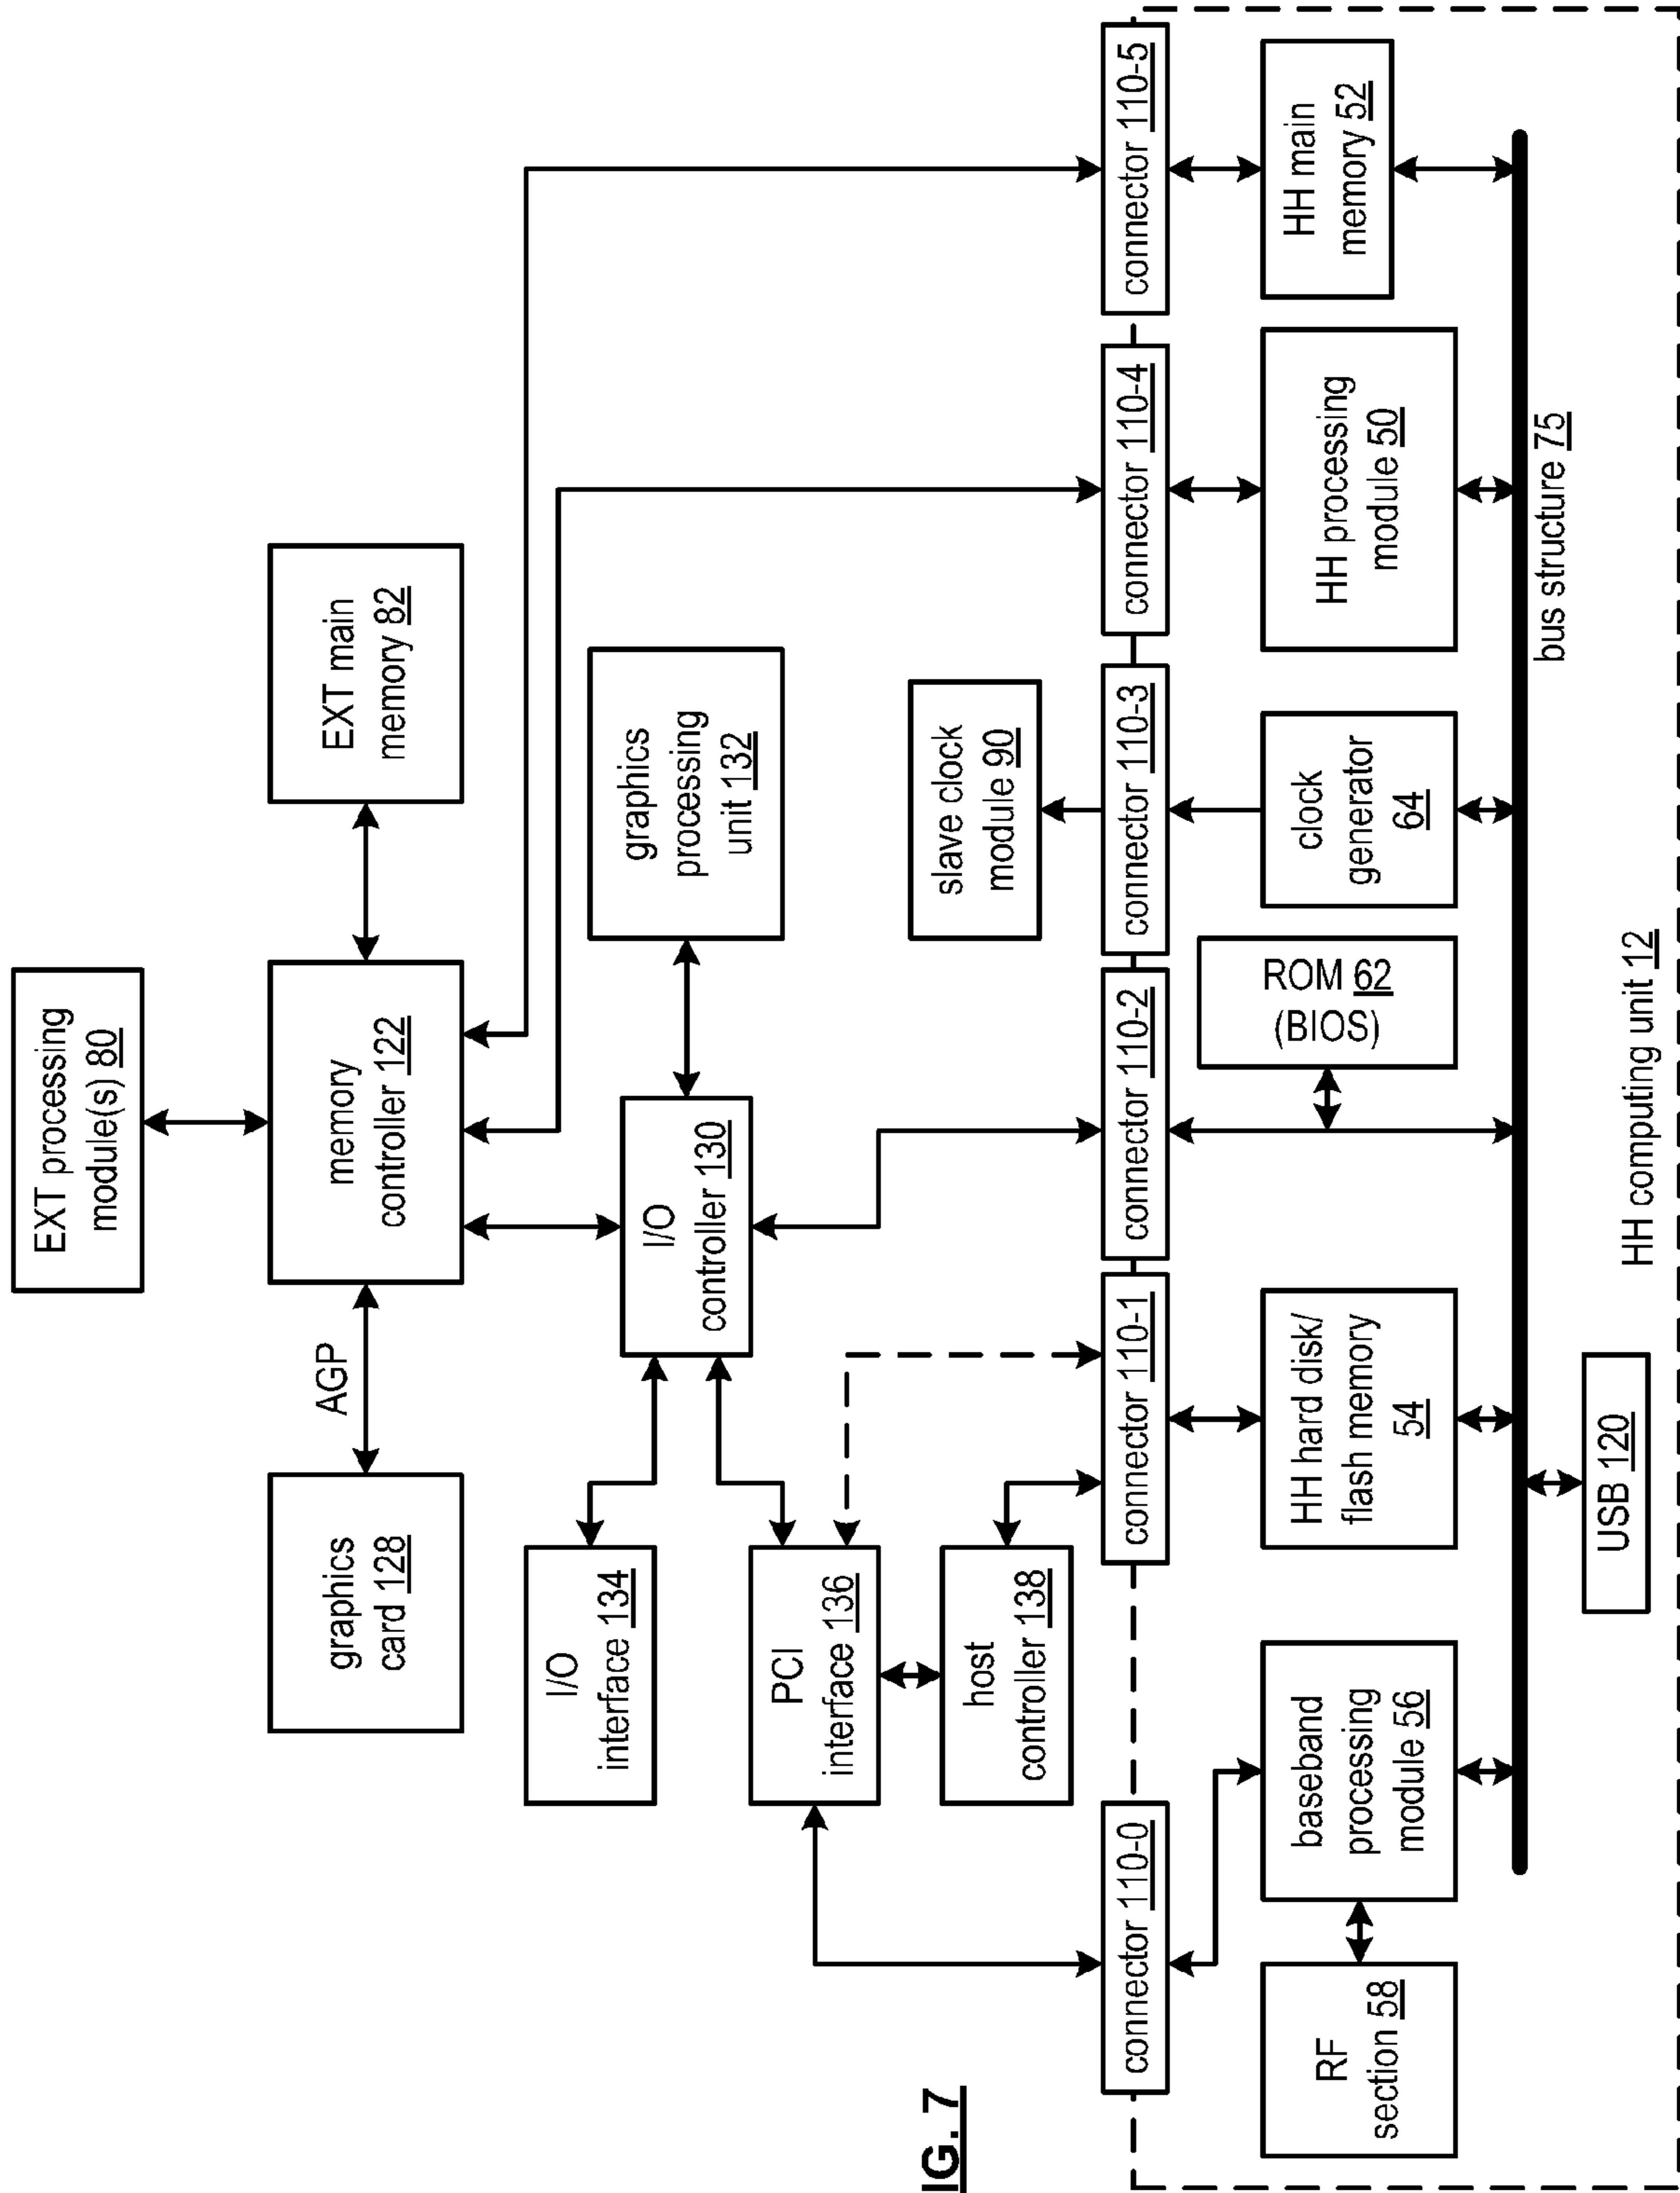 EXT processing
module(s) 80
graphics
card 128
AGP
memory
controller 122
EXT main
memory 82
I/O
interface 134
I/O
controller 130
graphics
processing
unit 132
PCI
interface 136
host
controller 138
slave clock
module 90
connector 110-0
connector 110-1
connector 110-2
connector 110-3
connector 110-4
connector 110-5
RF
section 58
baseband
processing
module 56
HH hard disk/
flash memory
54
ROM 62
(BIOS)
clock
generator
64
HH processing
module 50
HH main
memory 52
bus structure 75
USB 120
HH computing unit 12
IG. 7